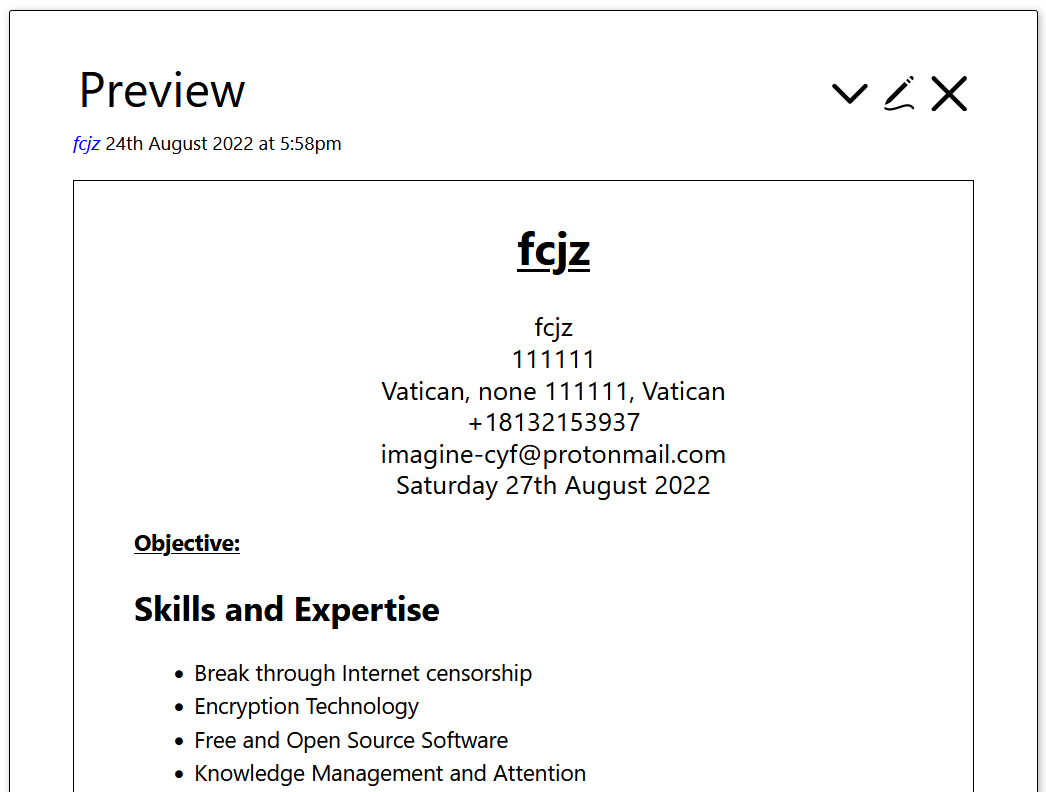 Preview
fcjz 24th August 2022 at 5:58pm
fcjz
fcjz
111111
Vatican, none 111111, Vatican
+18132153937
imagine-cyf@protonmail.com
Saturday 27th August 2022
Objective:
Skills and Expertise
• Break through Internet censorship
• Encryption Technology
• Free and Open Source Software
• Knowledge Management and Attention